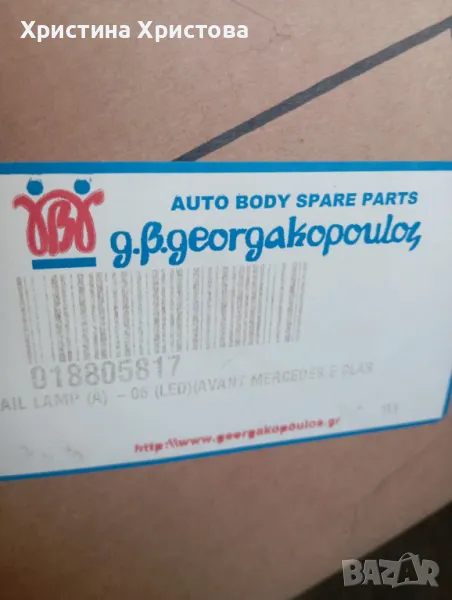 Христина Христова
AUTO BODY SPARE PARTS
g.B.georgakopoulos
018805817
AIL LAMP (A) - 06 (LED)(AVANT MERCEDES E CLAS
http://www.georgakopoulos.gr
BAZAR